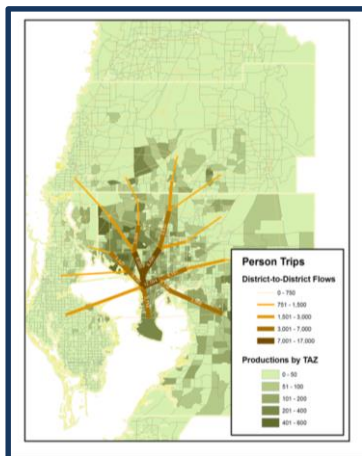 Person Trips
District-to-District Flows
0 - 750
751 - 1,500
1,501 - 3,000
3,001 - 7,000
7,001 - 17,000
Productions by TAZ
0 - 50
51 - 100
101 - 200
201 - 400
401 - 600